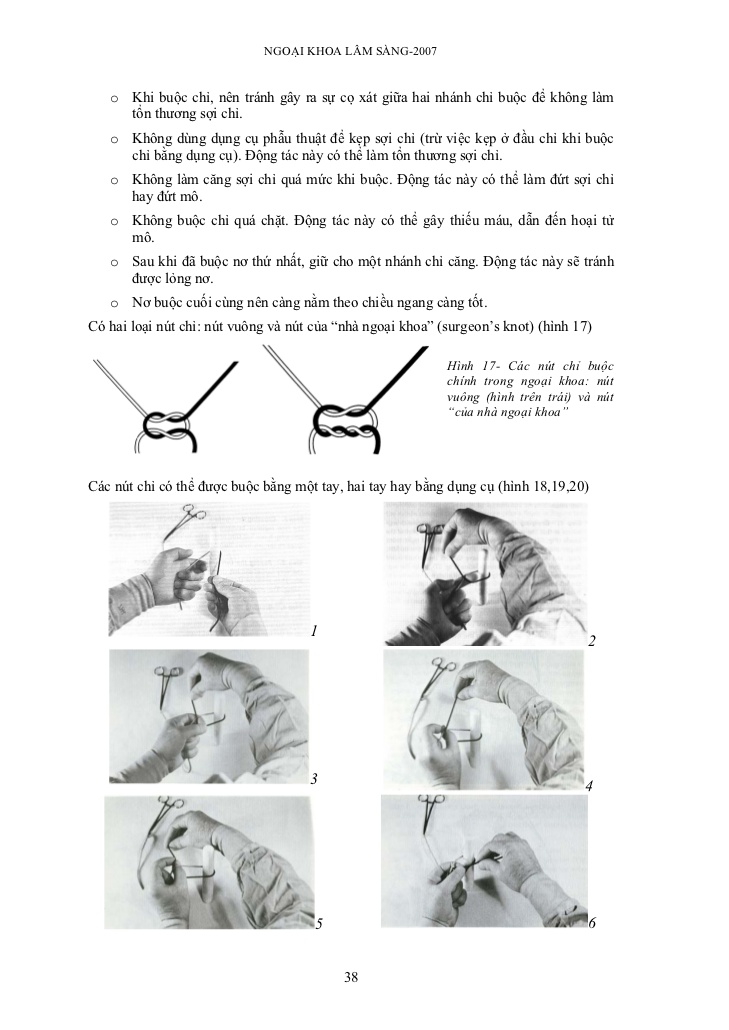 NGOẠI KHOA LÂM SÀNG-2007
o Khi buộc chỉ, nên tránh gây ra sự cọ xát giữa hai nhánh chỉ buộc để không làm
tổn thương sợi chỉ.
o Không dùng dụng cụ phẫu thuật để kẹp sợi chỉ (trừ việc kẹp ở đầu chỉ khi buộc
chỉ bằng dụng cụ). Động tác này có thể làm tổn thương sợi chỉ.
o Không làm căng sợi chỉ quá mức khi buộc. Động tác này có thể làm đứt sợi chỉ
hay đứt mô.
o Không buộc chỉ quá chặt. Động tác này có thể gây thiếu máu, dẫn đến hoại tử
mô.
o Sau khi đã buộc nơ thứ nhất, giữ cho một nhánh chỉ căng. Động tác này sẽ tránh
được lỏng nơ.
o Nơ buộc cuối cùng nên càng nằm theo chiều ngang càng tốt.
Có hai loại nút chỉ: nút vuông và nút của “nhà ngoại khoa” (surgeon’s knot) (hình 17)
Hình 17- Các nút chỉ buộc
chính trong ngoại khoa: nút
vuông (hình trên trái) và nút
“của nhà ngoại khoa”
Các nút chỉ có thể được buộc bằng một tay, hai tay hay bằng dụng cụ (hình 18,19,20)
1
2
3
4
5
6
38